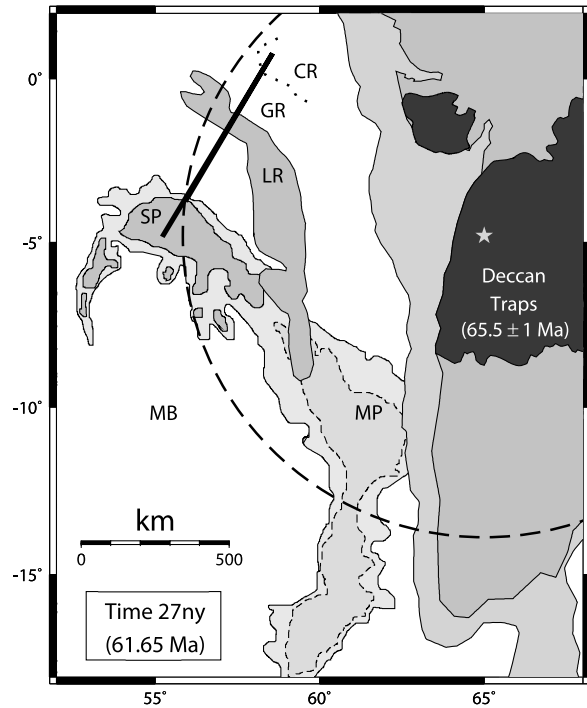 0°
CR
GR
LR
SP
-5°
Deccan
Traps
(65.5 ± 1 Ma)
MB
MP
-10°
km
0 500
-15°
Time 27ny
(61.65 Ma)
55 60 65